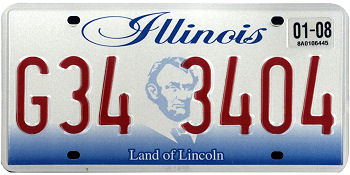 Illinois
01-08
8A0106445
G34 3404
Land of Lincoln